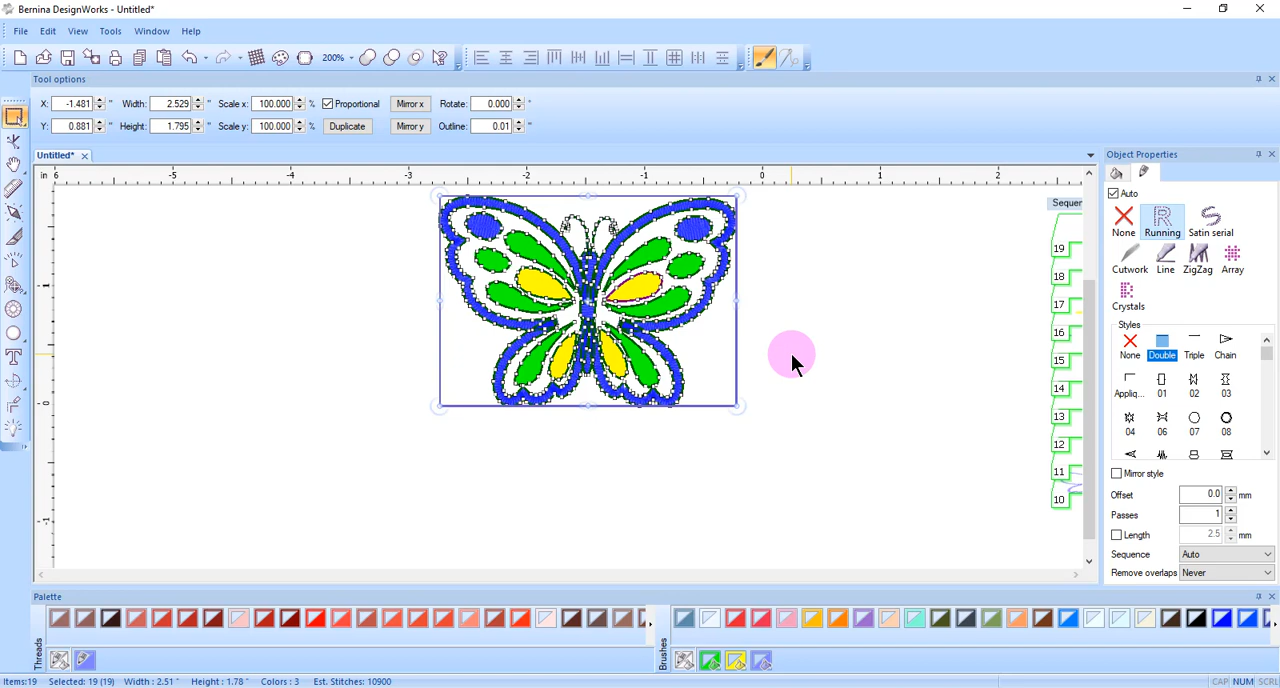 Bernina DesignWorks - Untitled*
File Edit View Tools Window Help
200%
Tool options
X: -1.481 " Width: 2.529 " Scale x: 100.000 % Proportional Mirror x Rotate: 0.000 °
Y: 0.881 " Height: 1.795 " Scale y: 100.000 % Duplicate Mirror y Outline: 0.01 "
Untitled*
in 6 -5 -4 -3 -2 -1 0 1 2
1
0
-1
Sequen
19
18
17
16
15
14
13
12
11
10
Object Properties
Auto
None Running Satin serial
Cutwork Line ZigZag Array
Crystals
Styles
None Double Triple Chain
Appliq... 01 02 03
04 06 07 08
Mirror style
Offset 0.0 mm
Passes 1
Length 2.5 mm
Sequence Auto
Remove overlaps Never
Palette
Threads
Brushes
Items:19 Selected: 19 (19) Width : 2.51 " Height : 1.78 " Colors : 3 Est. Stitches: 10900 CAP NUM SCRL